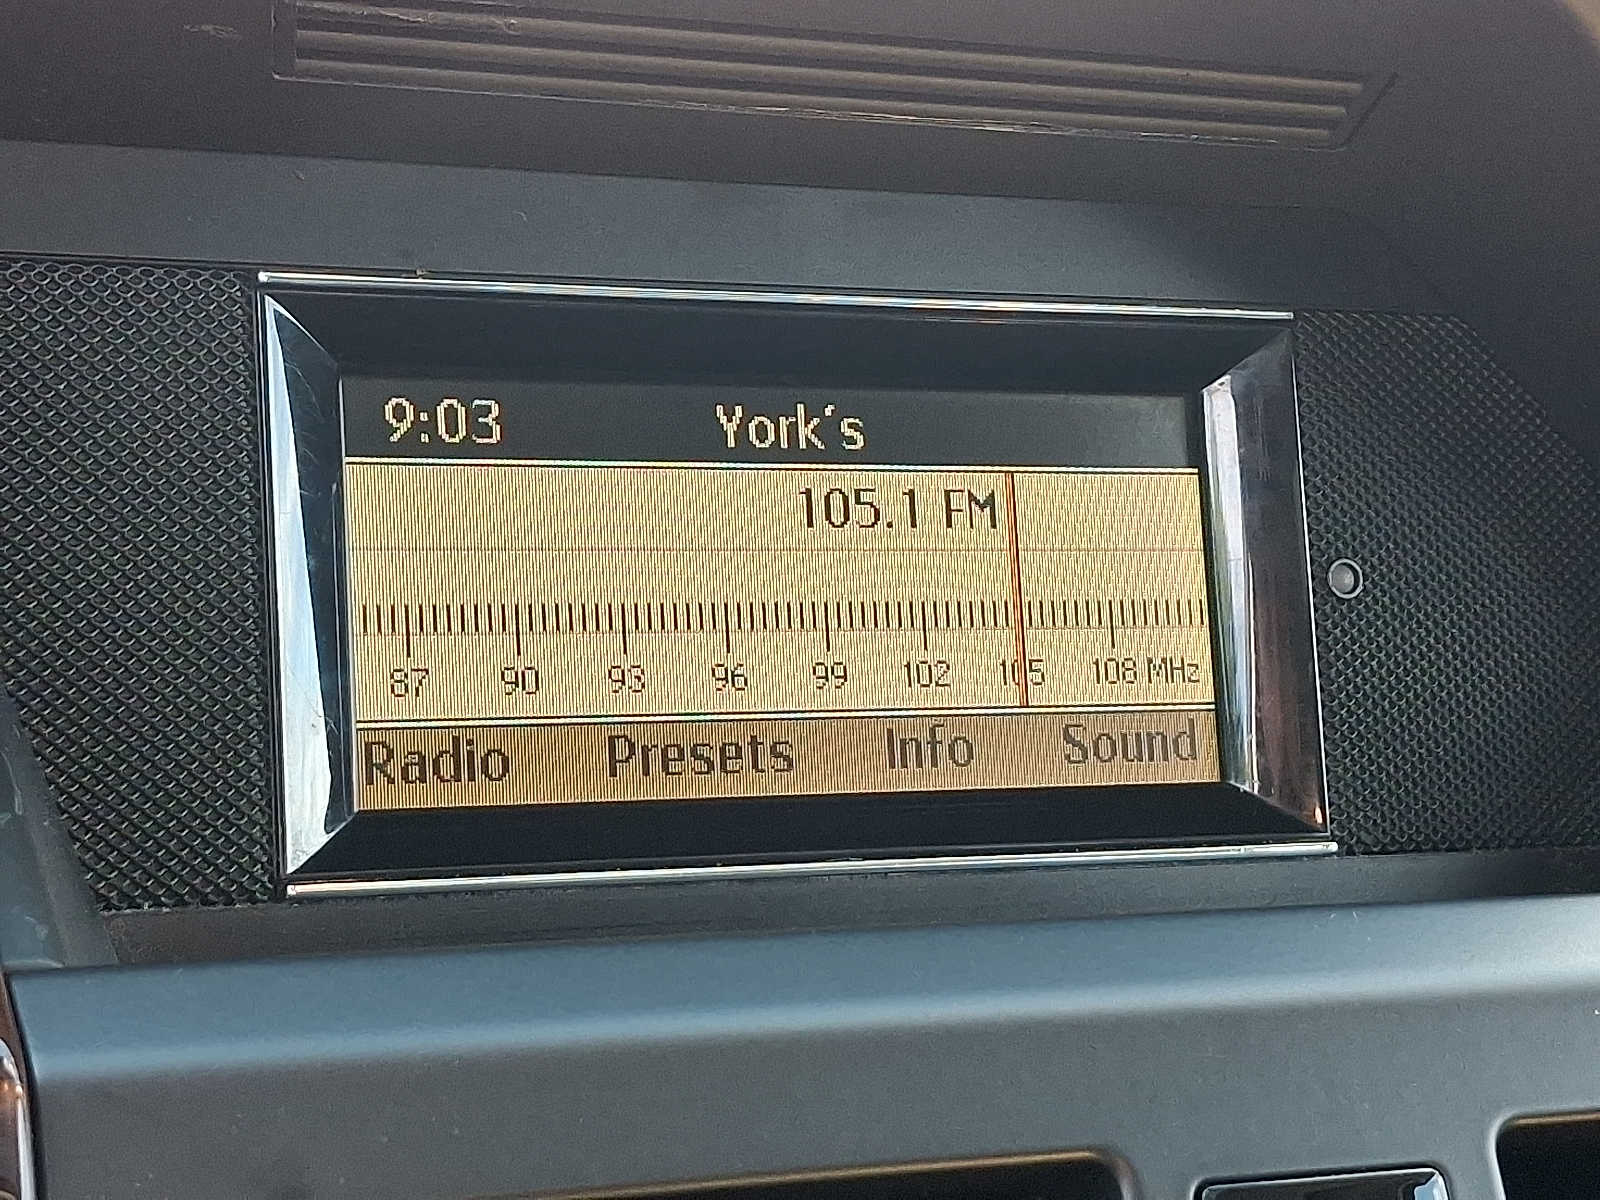 9:03 York's
105.1 FM
87 90 93 96 99 102 105 108 MHz
Radio Presets Info Sound